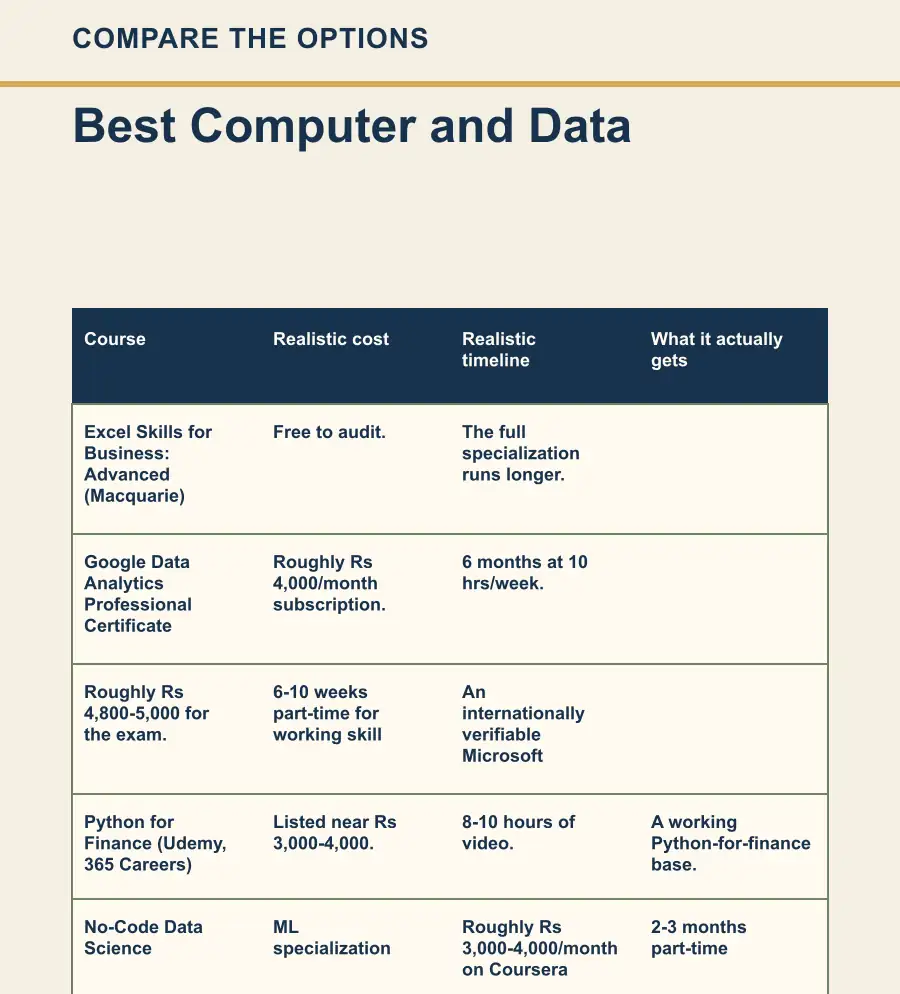 COMPARE THE OPTIONS
Best Computer and Data
Course
Realistic cost
Realistic
timeline
What it actually
gets
Excel Skills for
Business:
Advanced
(Macquarie)
Free to audit.
The full
specialization
runs longer.
Google Data
Analytics
Professional
Certificate
Roughly Rs
4,000/month
subscription.
6 months at 10
hrs/week.
Roughly Rs
4,800-5,000 for
the exam.
6-10 weeks
part-time for
working skill
An
internationally
verifiable
Microsoft
Python for
Finance (Udemy,
365 Careers)
Listed near Rs
3,000-4,000.
8-10 hours of
video.
A working
Python-for-finance
base.
No-Code Data
Science
ML
specialization
Roughly Rs
3,000-4,000/month
on Coursera
2-3 months
part-time